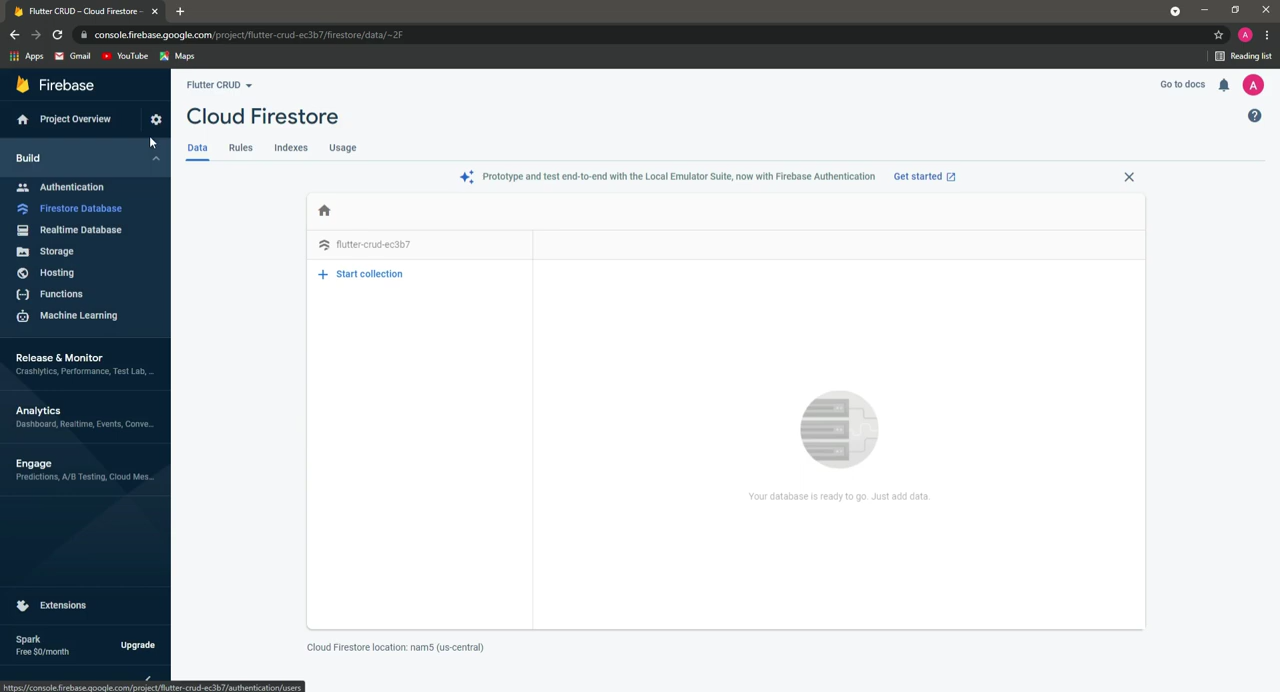 Flutter CRUD – Cloud Firestore –
console.firebase.google.com/project/flutter-crud-ec3b7/firestore/data/~2F
A
Apps
Gmail
YouTube
Maps
Reading list
Firebase
Flutter CRUD
Go to docs
A
Project Overview
Cloud Firestore
Data
Rules
Indexes
Usage
Build
Prototype and test end-to-end with the Local Emulator Suite, now with Firebase Authentication
Get started
Authentication
Firestore Database
Realtime Database
Storage
Hosting
Functions
Machine Learning
flutter-crud-ec3b7
Start collection
Release & Monitor
Crashlytics, Performance, Test Lab, ...
Analytics
Dashboard, Realtime, Events, Conve...
Engage
Predictions, A/B Testing, Cloud Mes...
Your database is ready to go. Just add data.
Extensions
Spark
Free $0/month
Upgrade
Cloud Firestore location: nam5 (us-central)
https://console.firebase.google.com/project/flutter-crud-ec3b7/authentication/users